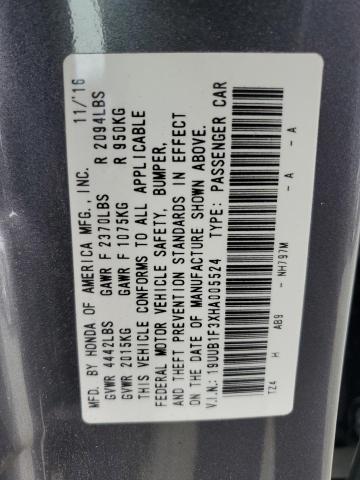 MFD. BY HONDA OF AMERICA MFG., INC. 11/'16
GVWR 4442LBS GAWR F 2370LBS R 2094LBS
GVWR 2015KG GAWR F 1075KG R 950KG
THIS VEHICLE CONFORMS TO ALL APPLICABLE
FEDERAL MOTOR VEHICLE SAFETY, BUMPER,
AND THEFT PREVENTION STANDARDS IN EFFECT
ON THE DATE OF MANUFACTURE SHOWN ABOVE.
V.I.N.: 19UUB1F3XHA005524 TYPE: PASSENGER CAR
TZ4 H AB9 - NH797M - A - A